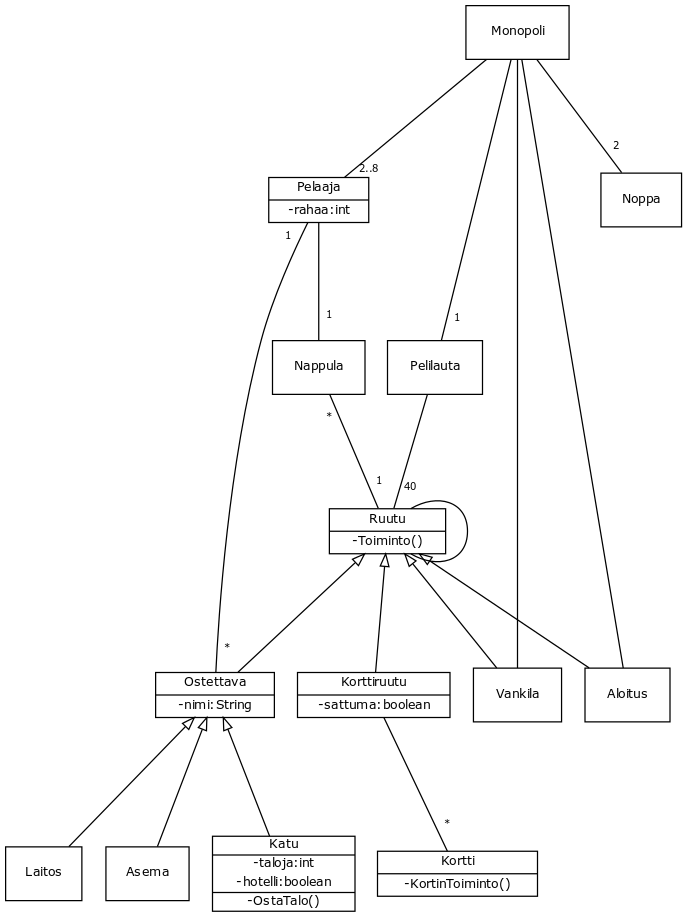 Monopoli
2
2..8
Pelaaja
-rahaa:int
Noppa
1
1
1
Nappula
Pelilauta
*
1
40
Ruutu
-Toiminto()
*
Ostettava
-nimi:String
Korttiruutu
-sattuma:boolean
Vankila
Aloitus
*
Laitos
Asema
Katu
-taloja:int
-hotelli:boolean
-OstaTalo()
Kortti
-KortinToiminto()